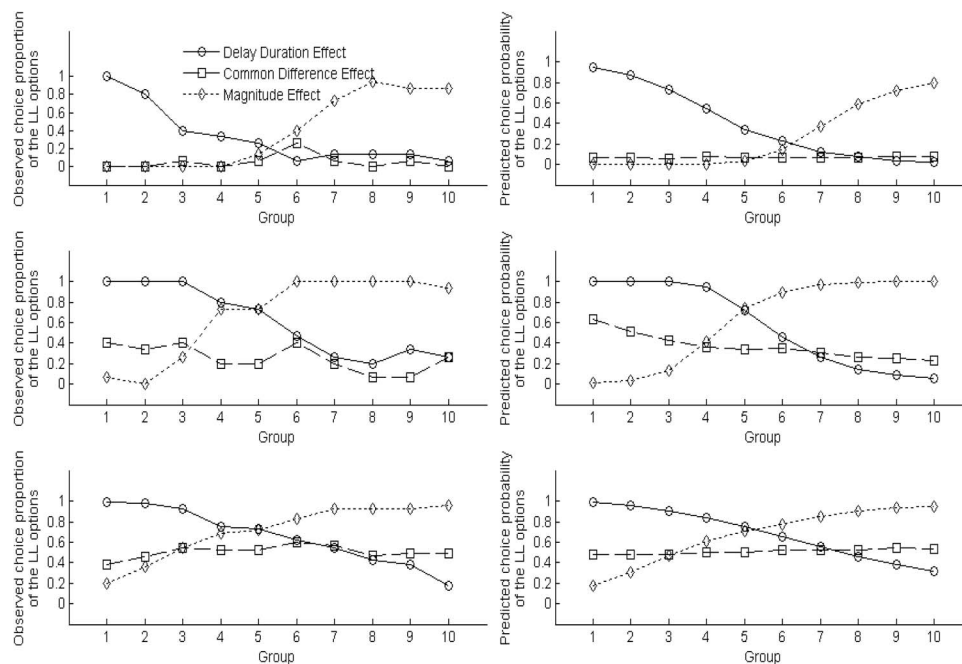 Observed choice proportion
of the LL options
1
0.8
0.6
0.4
0.2
0
Delay Duration Effect
Common Difference Effect
Magnitude Effect
1 2 3 4 5 6 7 8 9 10
Group
Predicted choice probability
of the LL options
1
0.8
0.6
0.4
0.2
0
1 2 3 4 5 6 7 8 9 10
Group
Observed choice proportion
of the LL options
1
0.8
0.6
0.4
0.2
0
1 2 3 4 5 6 7 8 9 10
Group
Predicted choice probability
of the LL options
1
0.8
0.6
0.4
0.2
0
1 2 3 4 5 6 7 8 9 10
Group
Observed choice proportion
of the LL options
1
0.8
0.6
0.4
0.2
0
1 2 3 4 5 6 7 8 9 10
Group
Predicted choice probability
of the LL options
1
0.8
0.6
0.4
0.2
0
1 2 3 4 5 6 7 8 9 10
Group